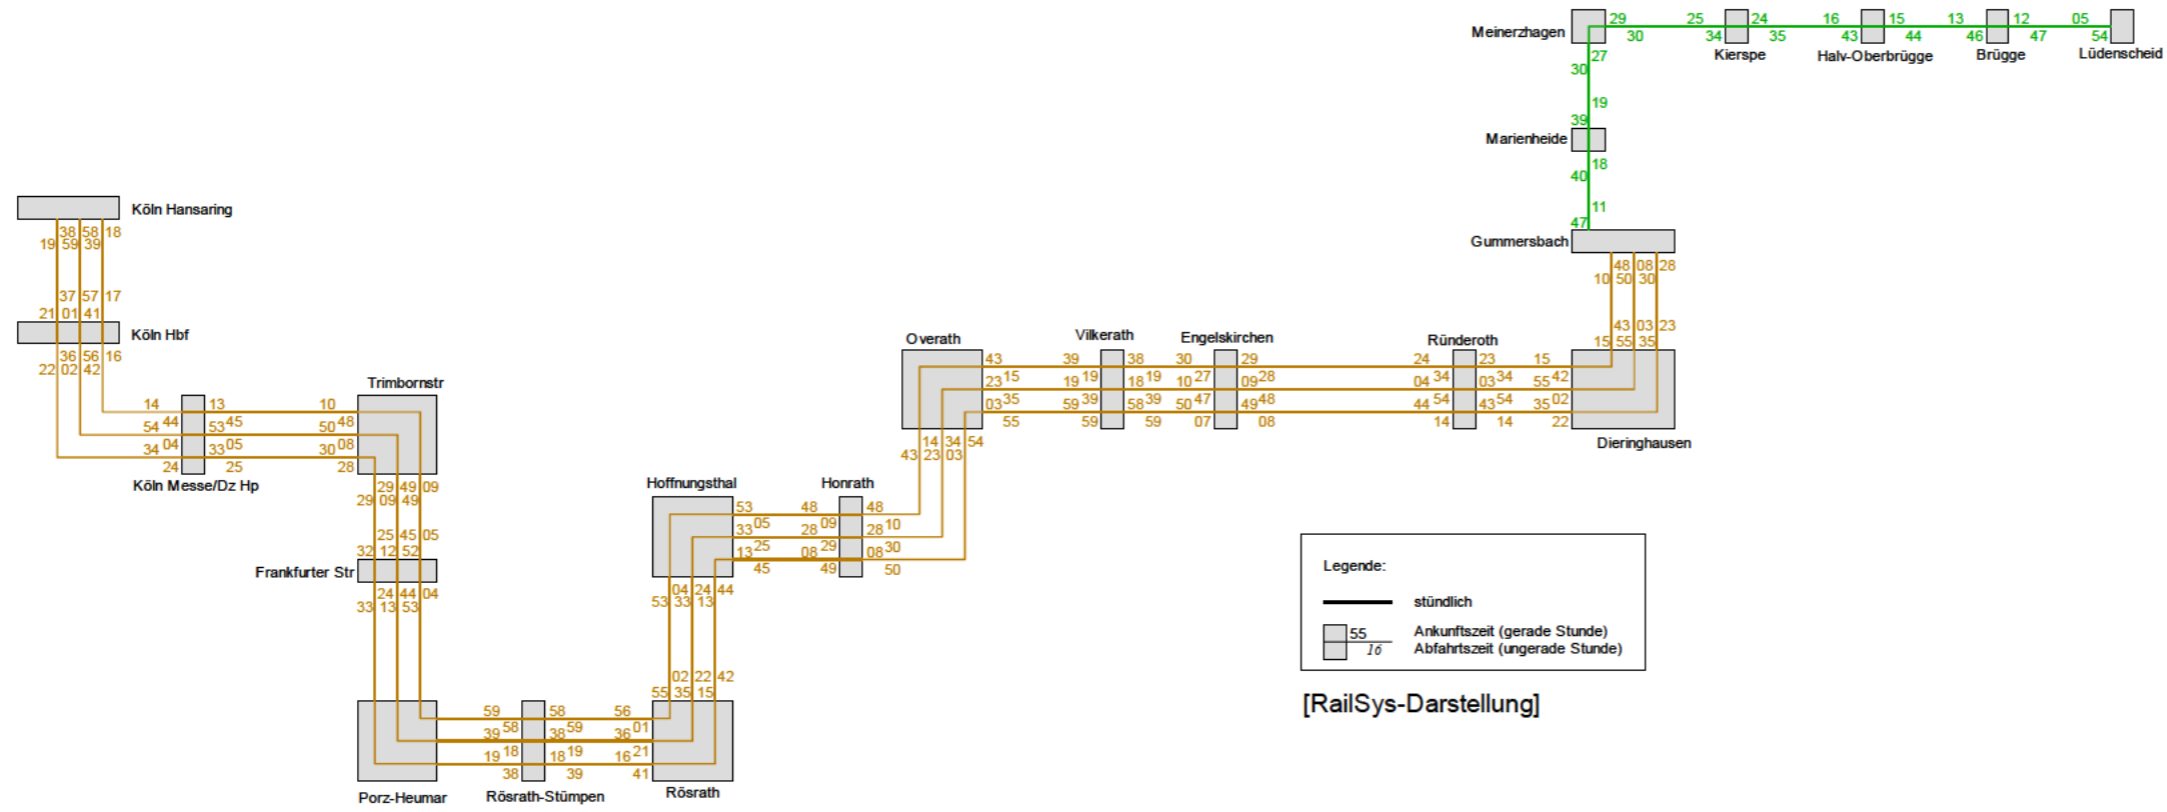 29 25 24 16 15 13 12 05
Meinerzhagen
30 34 35 43 44 46 47 54
Kierspe Halv-Oberbrügge Brügge Lüdenscheid
27
30
19
39
Marienheide
18
40
11
47
Gummersbach
48 08 28
10 50 30
43 03 23
15 55 35
Köln Hansaring
38 58 18
19 59 39
37 57 17
21 01 41
Köln Hbf
36 56 16
22 02 42
Trimbornstr
14 13 10
44 45 48
54 53 50
04 05 08
34 33 30
24 25 28
Köln Messe/Dz Hp
29 49 09
29 09 49
25 45 05
32 12 52
Frankfurter Str
24 44 04
33 13 53
59 58 56
58 59 01
39 38 36
18 19 21
19 18 16
38 39 41
Porz-Heumar Rösrath-Stümpen Rösrath
02 22 42
55 35 15
04 24 44
53 33 13
Hoffnungsthal Honrath
53 48 48
05 09 10
33 28 28
25 29 30
13 08 08
45 49 50
14 34 54
43 23 03
Overath Vilkerath Engelskirchen Ründeroth
43 39 38 30 29 24 23 15
15 19 19 27 28 34 34 42
23 19 18 10 09 04 03 55
35 39 39 47 48 54 54 02
03 59 58 50 49 44 43 35
55 59 59 07 08 14 14 22
Dieringhausen
Legende:
stündlich
55 Ankunftszeit (gerade Stunde)
16 Abfahrtszeit (ungerade Stunde)
[RailSys-Darstellung]